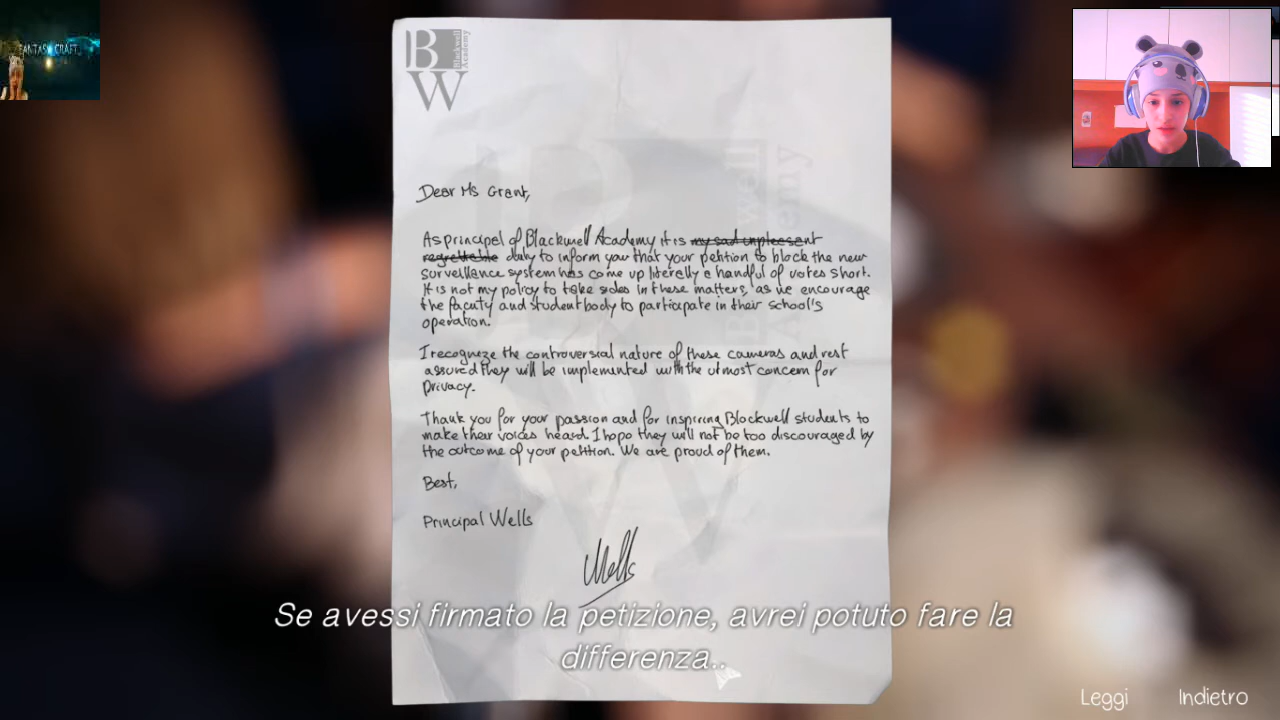 FANTASY CRAFT
B Blackwell Academy
W
Dear Ms Grant,
As principel of Blackwell Academy it is my sad unpleesent
regrettable duty to inform you that your petition to block the new
surveillance system has come up literally a handful of votes short.
It is not my policy to take sides in these matters, as we encourage
the facuty and student body to participate in their school's
operation.
I recogneze the controversial nature of these cameras and rest
assured they will be implemented with the utmost concern for
privacy.
Thank you for your passion and for inspiring Blackwell students to
make their voices heard. I hope they will not be too discouraged by
the outcome of your petition. We are proud of them.
Best,
Principal Wells
Wells
Se avessi firmato la petizione, avrei potuto fare la
differenza..
Leggi Indietro